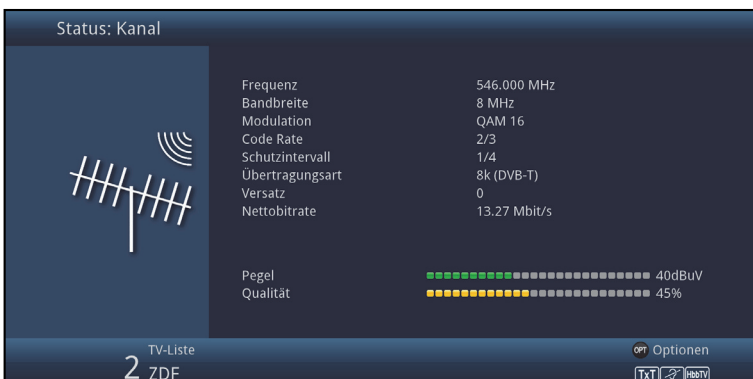 Status: Kanal
Frequenz 546.000 MHz
Bandbreite 8 MHz
Modulation QAM 16
Code Rate 2/3
Schutzintervall 1/4
Übertragungsart 8k (DVB-T)
Versatz 0
Nettobitrate 13.27 Mbit/s
Pegel 40dBuV
Qualität 45%
TV-Liste
OPT Optionen
2 ZDF
TXT HbbTV